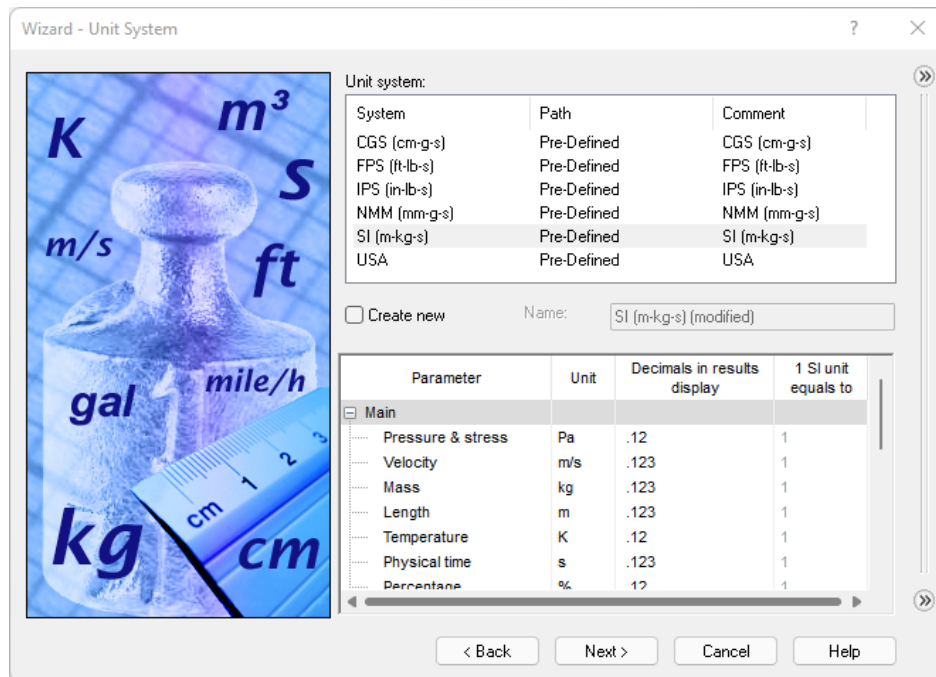 Wizard - Unit System ?
K
m³
s
m/s
ft
gal
mile/h
kg
cm 1 2 3
cm
Unit system:
System Path Comment
CGS (cm-g-s) Pre-Defined CGS (cm-g-s)
FPS (ft-lb-s) Pre-Defined FPS (ft-lb-s)
IPS (in-lb-s) Pre-Defined IPS (in-lb-s)
NMM (mm-g-s) Pre-Defined NMM (mm-g-s)
SI (m-kg-s) Pre-Defined SI (m-kg-s)
USA Pre-Defined USA
Create new Name: SI (m-kg-s) (modified)
Parameter Unit Decimals in results display 1 SI unit equals to
Main
Pressure & stress Pa .12 1
Velocity m/s .123 1
Mass kg .123 1
Length m .123 1
Temperature K .12 1
Physical time s .123 1
Percentage % .12 1
< Back Next > Cancel Help